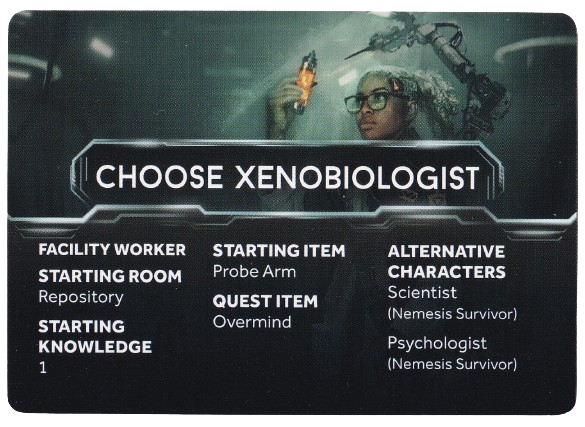 CHOOSE XENOBIOLOGIST
FACILITY WORKER
STARTING ROOM
Repository
STARTING
KNOWLEDGE
1
STARTING ITEM
Probe Arm
QUEST ITEM
Overmind
ALTERNATIVE
CHARACTERS
Scientist
(Nemesis Survivor)
Psychologist
(Nemesis Survivor)